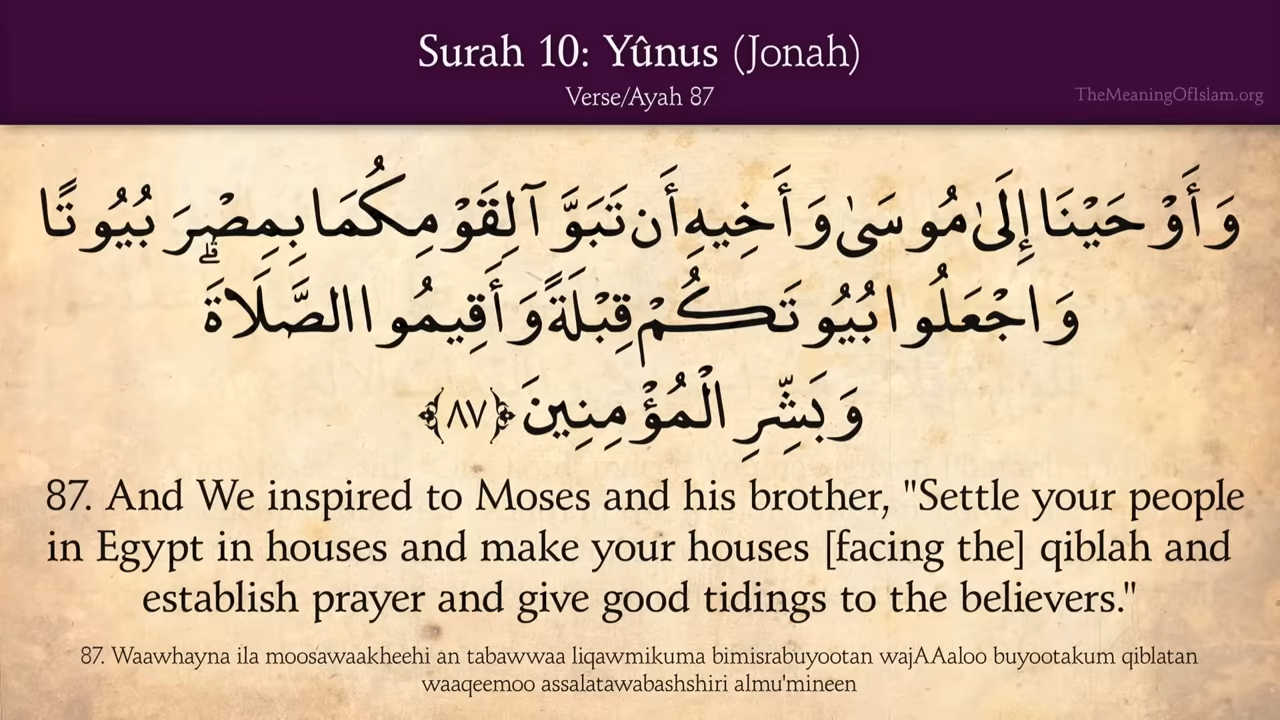 Surah 10: Yûnus (Jonah)
Verse/Ayah 87
TheMeaningOfIslam.org
وَأَوْحَيْنَا إِلَىٰ مُوسَىٰ وَأَخِيهِ أَن تَبَوَّآ لِقَوْمِكُمَا بِمِصْرَ بُيُوتًا
وَاجْعَلُوا بُيُوتَكُمْ قِبْلَةً وَأَقِيمُوا الصَّلَاةَ ۗ
وَبَشِّرِ الْمُؤْمِنِينَ ﴿٨٧﴾
87. And We inspired to Moses and his brother, "Settle your people
in Egypt in houses and make your houses [facing the] qiblah and
establish prayer and give good tidings to the believers."
87. Waawhayna ila moosawaakheehi an tabawwaa liqawmikuma bimisrabuyootan wajAAaloo buyootakum qiblatan
waaqeemoo assalatawabashshiri almu'mineen